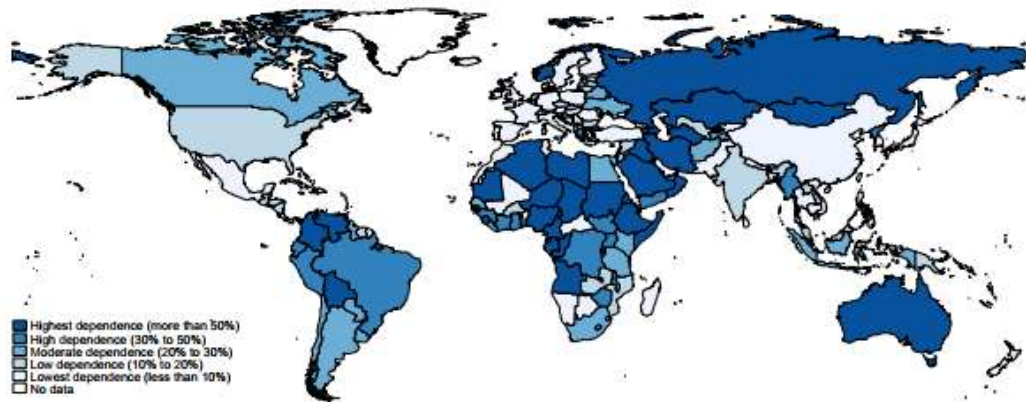 Highest dependence (more than 50%)
High dependence (30% to 50%)
Moderate dependence (20% to 30%)
Low dependence (10% to 20%)
Lowest dependence (less than 10%)
No data